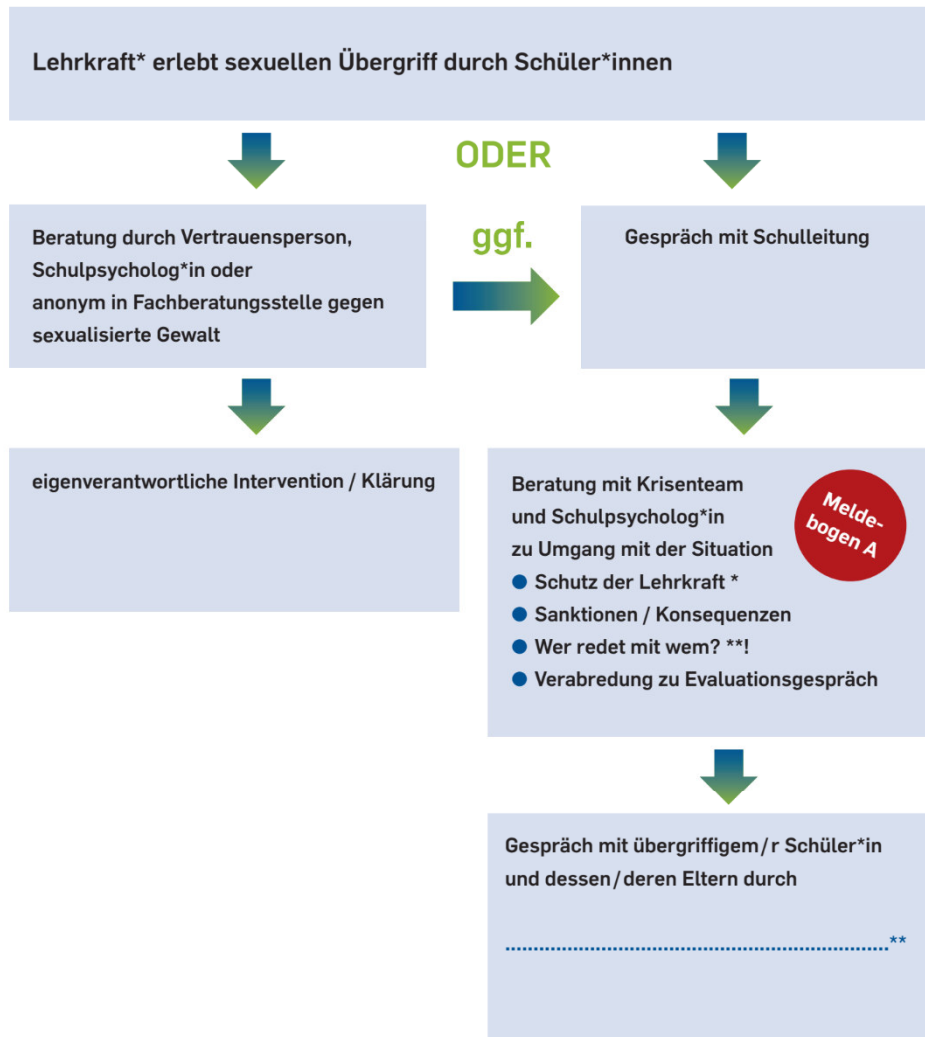 Lehrkraft* erlebt sexuellen Übergriff durch Schüler*innen
ODER
Beratung durch Vertrauensperson,
Schulpsycholog*in oder
anonym in Fachberatungsstelle gegen
sexualisierte Gewalt
ggf.
Gespräch mit Schulleitung
eigenverantwortliche Intervention / Klärung
Beratung mit Krisenteam
und Schulpsycholog*in
zu Umgang mit der Situation
● Schutz der Lehrkraft *
● Sanktionen / Konsequenzen
● Wer redet mit wem? **!
● Verabredung zu Evaluationsgespräch
Melde-
bogen A
Gespräch mit übergriffigem/r Schüler*in
und dessen/deren Eltern durch
....................................................................**